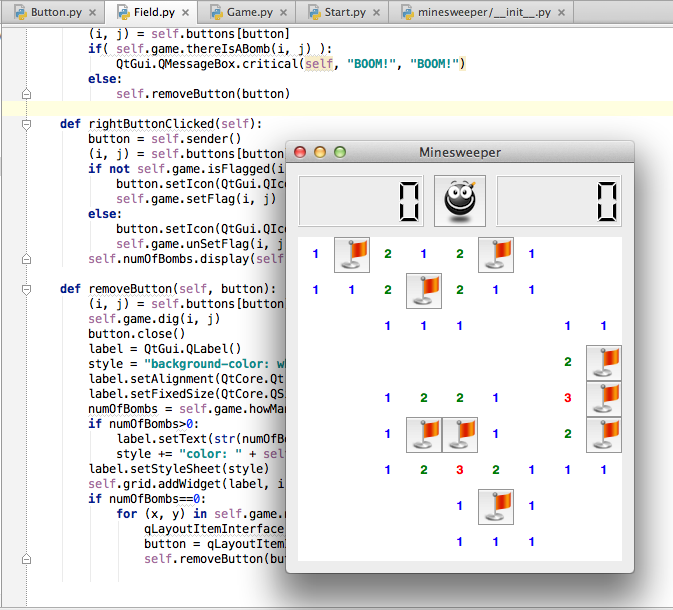 Button.py Field.py Game.py Start.py minesweeper/__init__.py
(i, j) = self.buttons[button]
if( self.game.thereIsABomb(i, j) ):
QtGui.QMessageBox.critical(self, "BOOM!", "BOOM!")
else:
self.removeButton(button)
def rightButtonClicked(self):
button = self.sender()
(i, j) = self.buttons[button
if not self.game.isFlagged(i
button.setIcon(QtGui.QIco
self.game.setFlag(i, j)
else:
button.setIcon(QtGui.QIco
self.game.unSetFlag(i, j
self.numOfBombs.display(self
def removeButton(self, button):
(i, j) = self.buttons[button
self.game.dig(i, j)
button.close()
label = QtGui.QLabel()
style = "background-color: wh
label.setAlignment(QtCore.Qt
label.setFixedSize(QtCore.QS
numOfBombs = self.game.howMan
if numOfBombs>0:
label.setText(str(numOfB
style += "color: " + sel
label.setStyleSheet(style)
self.grid.addWidget(label, i
if numOfBombs==0:
for (x, y) in self.game.n
qLayoutItemInterface
button = qLayoutItemI
self.removeButton(but
Minesweeper
0 0
1 2 1 2 1
1 1 2 2 1 1
1 1 1 1 1
2
1 2 2 1 3
1 1 2
1 2 3 2 1 1 1
1 1
1 1 1